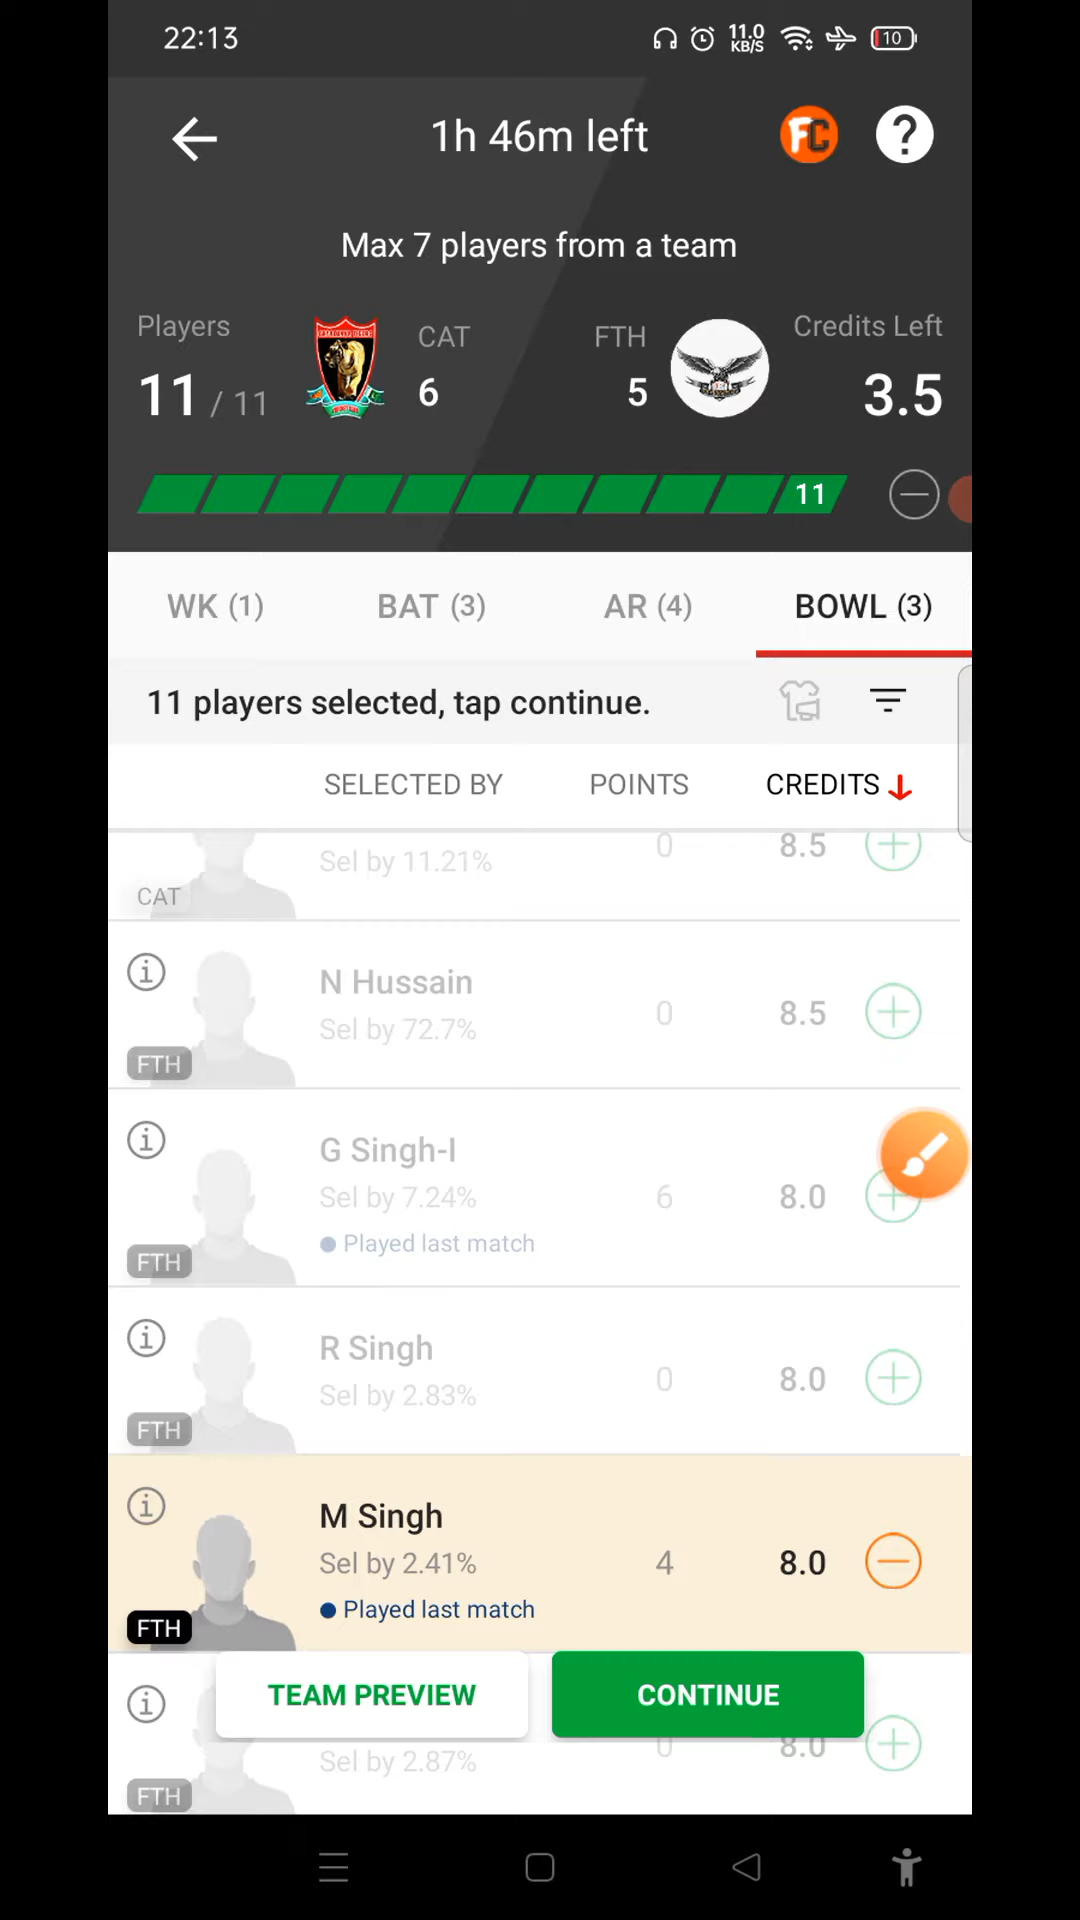 22:13
11.0
KB/S
10
1h 46m left
FC
?
Max 7 players from a team
Players
CAT
FTH
Credits Left
11 / 11
6
5
3.5
11
WK (1)
BAT (3)
AR (4)
BOWL (3)
11 players selected, tap continue.
SELECTED BY
POINTS
CREDITS
Sel by 11.21%
0
8.5
CAT
N Hussain
Sel by 72.7%
0
8.5
FTH
G Singh-I
Sel by 7.24%
6
8.0
Played last match
FTH
R Singh
Sel by 2.83%
0
8.0
FTH
M Singh
Sel by 2.41%
4
8.0
Played last match
FTH
TEAM PREVIEW
CONTINUE
Sel by 2.87%
0
8.0
FTH